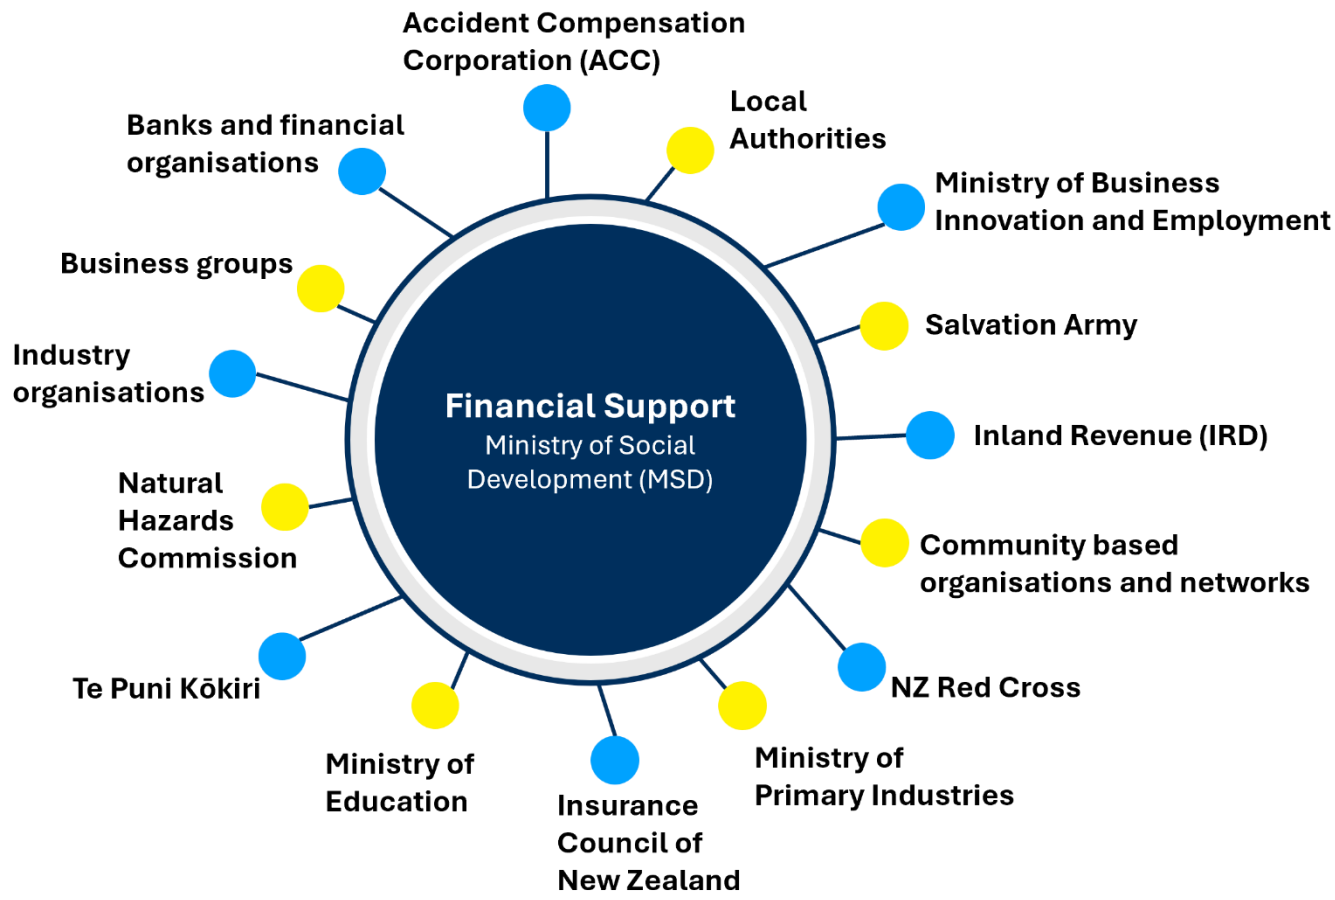 Accident Compensation
Corporation (ACC)
Local
Authorities
Banks and financial
organisations
Ministry of Business
Innovation and Employment
Business groups
Salvation Army
Industry
organisations
Financial Support
Ministry of Social
Development (MSD)
Inland Revenue (IRD)
Natural
Hazards
Commission
Community based
organisations and networks
Te Puni Kōkiri
NZ Red Cross
Ministry of
Education
Insurance
Council of
New Zealand
Ministry of
Primary Industries